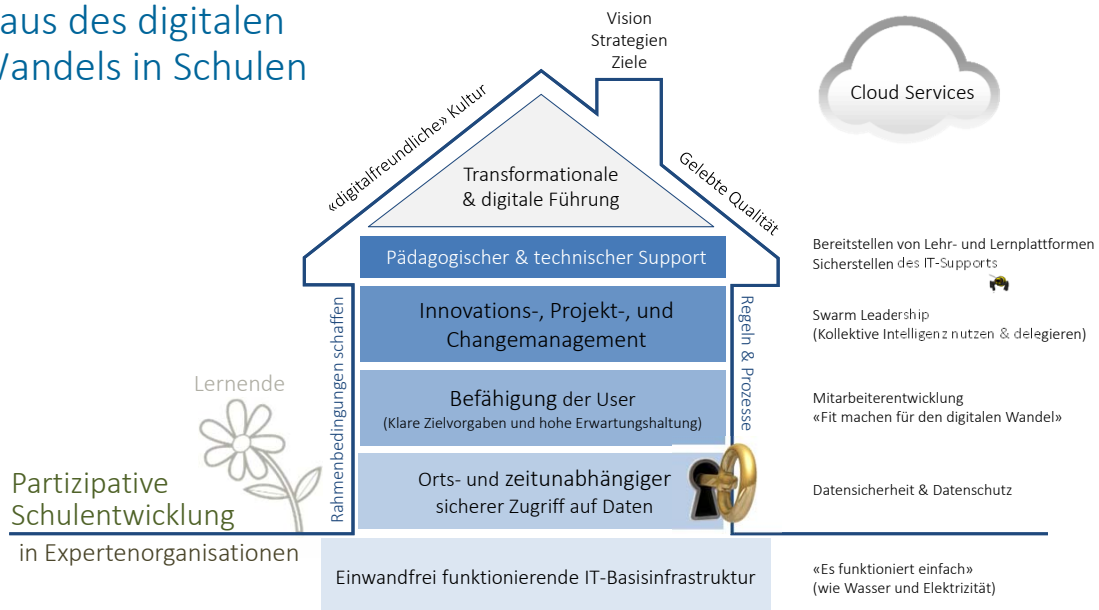 aus des digitalen
Wandels in Schulen
Vision
Strategien
Ziele
Cloud Services
«digitalfreundliche» Kultur
Gelebte Qualität
Transformationale
& digitale Führung
Pädagogischer & technischer Support
Bereitstellen von Lehr- und Lernplattformen
Sicherstellen des IT-Supports
Rahmenbedingungen schaffen
Innovations-, Projekt-, und
Changemanagement
Regeln & Prozesse
Swarm Leadership
(Kollektive Intelligenz nutzen & delegieren)
Lernende
Befähigung der User
(Klare Zielvorgaben und hohe Erwartungshaltung)
Mitarbeiterentwicklung
«Fit machen für den digitalen Wandel»
Partizipative
Schulentwicklung
in Expertenorganisationen
Orts- und zeitunabhängiger
sicherer Zugriff auf Daten
Datensicherheit & Datenschutz
Einwandfrei funktionierende IT-Basisinfrastruktur
«Es funktioniert einfach»
(wie Wasser und Elektrizität)